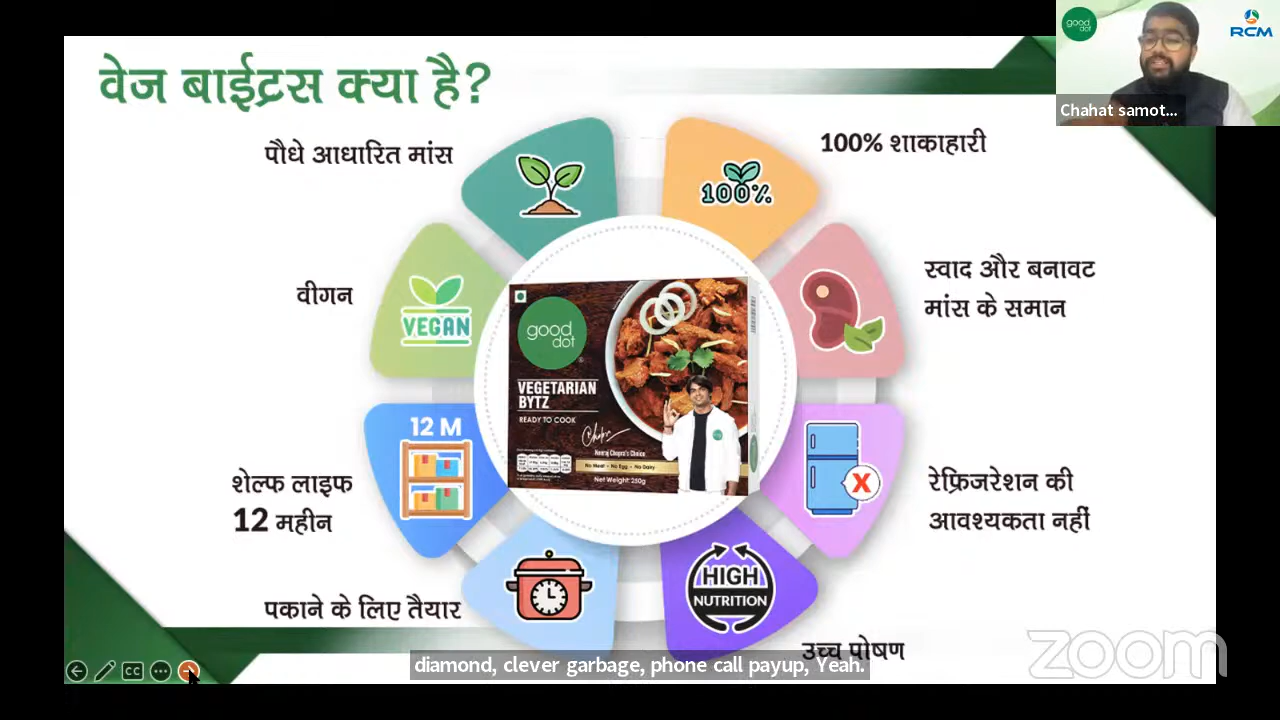 वेज बाईट्स क्या है?
good
dot
RCM
Chahat samot...
पौधे आधारित मांस
100% शाकाहारी
100%
वीगन
VEGAN
स्वाद और बनावट
मांस के समान
good
dot
VEGETARIAN
BYTZ
READY TO COOK
Neeraj Chopra's Choice
No Meat • No Egg • No Dairy
Net Weight: 250g
12 M
शेल्फ लाइफ
12 महीन
X
रेफ्रिजरेशन की
आवश्यकता नहीं
पकाने के लिए तैयार
HIGH
NUTRITION
उच्च पोषण
CC
diamond, clever garbage, phone call payup, Yeah.
zoom